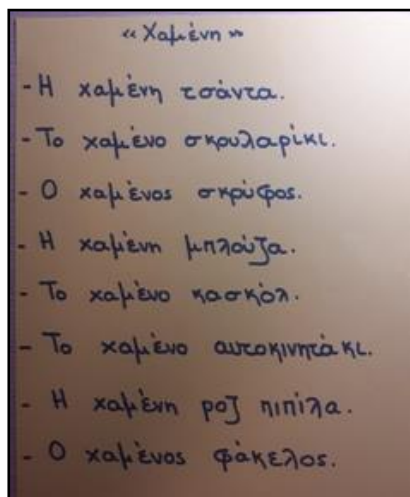 «Χαμένη»
- Η χαμένη τσάντα.
- Το χαμένο σκουλαρίκι.
- Ο χαμένος σκρύφος.
- Η χαμένη μπλούζα.
- Το χαμένο κασκόλ.
- Το χαμένο αυτοκινητάκι.
- Η χαμένη ροζ πιπίλα.
- Ο χαμένος φάκελος.